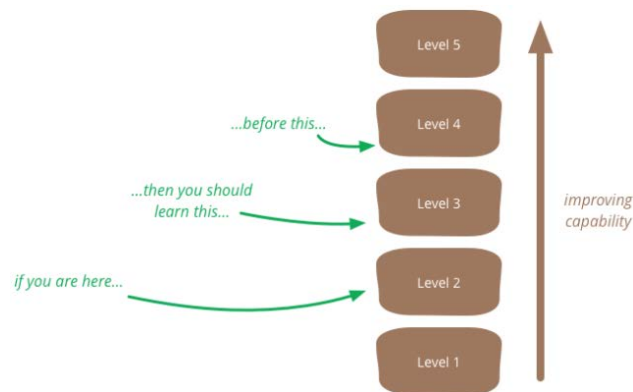 Level 5
...before this...
Level 4
...then you should
learn this...
Level 3
improving
capability
if you are here...
Level 2
Level 1